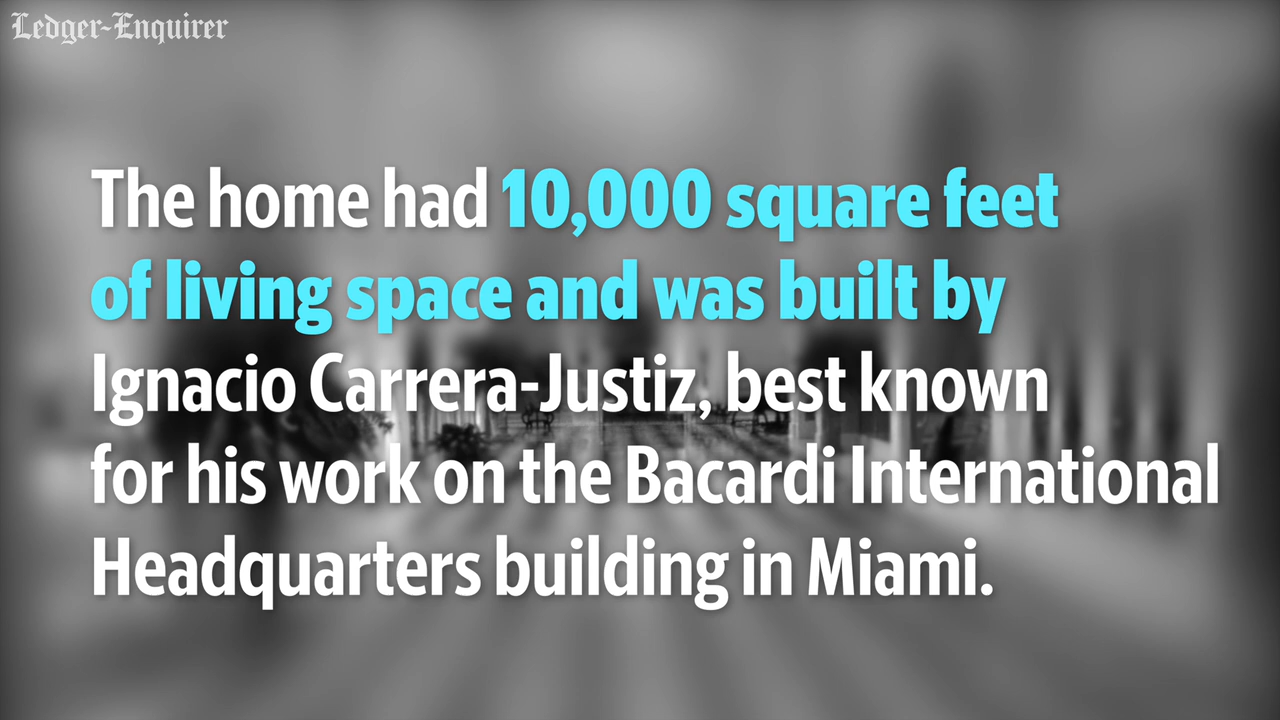 Ledger-Enquirer
The home had 10,000 square feet
of living space and was built by
Ignacio Carrera-Justiz, best known
for his work on the Bacardi International
Headquarters building in Miami.